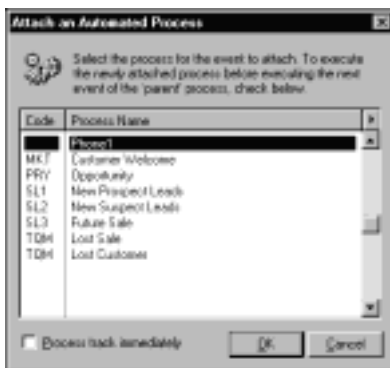 Attach an Automated Process
Select the process for the event to attach. To execute
the newly attached process before executing the next
event of the 'parent' process, check below.
Code Process Name
Phone1
MKT Customer Welcome
PRY Opportunity
SL1 New Prospect Leads
SL2 New Suspect Leads
SL3 Future Sale
TQM Lost Sale
TQM Lost Customer
Process track immediately OK Cancel